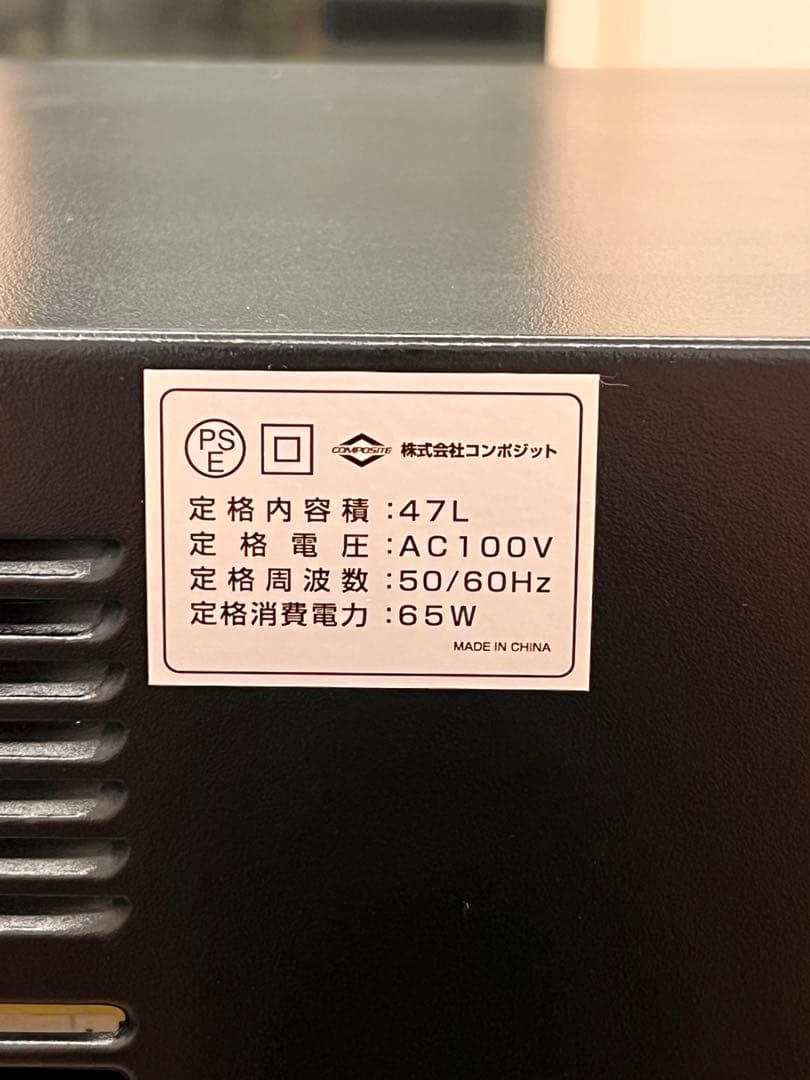 PSE
COMPOSITE 株式会社コンポジット
定格内容積:47L
定格電圧:AC100V
定格周波数:50/60Hz
定格消費電力:65W
MADE IN CHINA